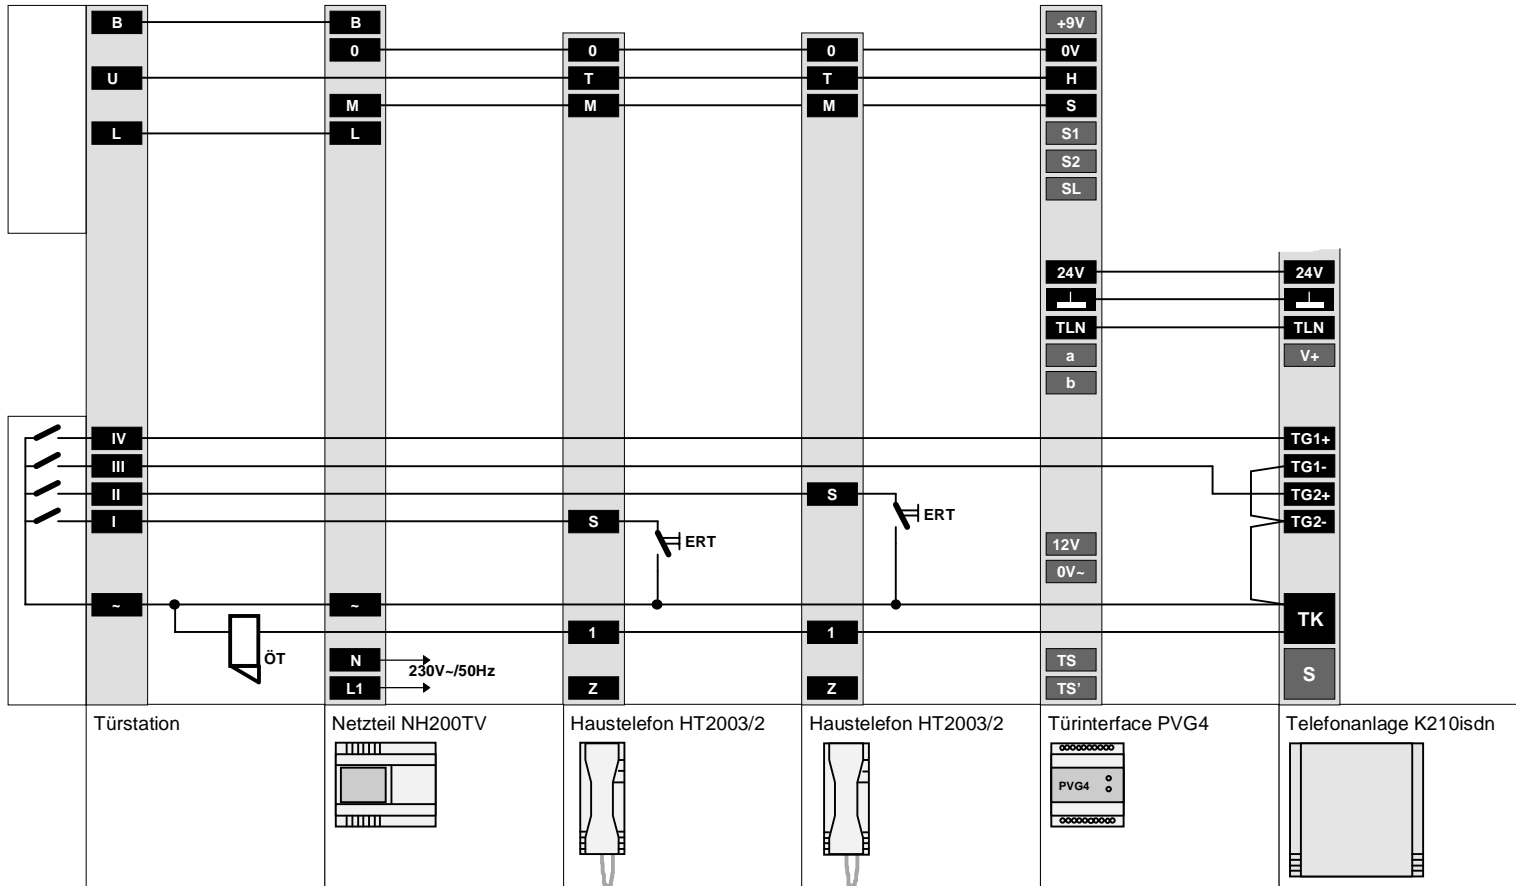 B B +9V
0 0 0 0V
U T T H
M M M S
L L S1
S2
SL
24V 24V
TLN TLN
a V+
b
IV TG1+
III TG1-
II S TG2+
ERT
I S TG2-
ERT
12V
0V~
~ ~ TK
1 1
ÖT N 230V~/50Hz TS S
L1 Z Z TS’
Türstation Netzteil NH200TV Haustelefon HT2003/2 Haustelefon HT2003/2 Türinterface PVG4 Telefonanlage K210isdn
PVG4